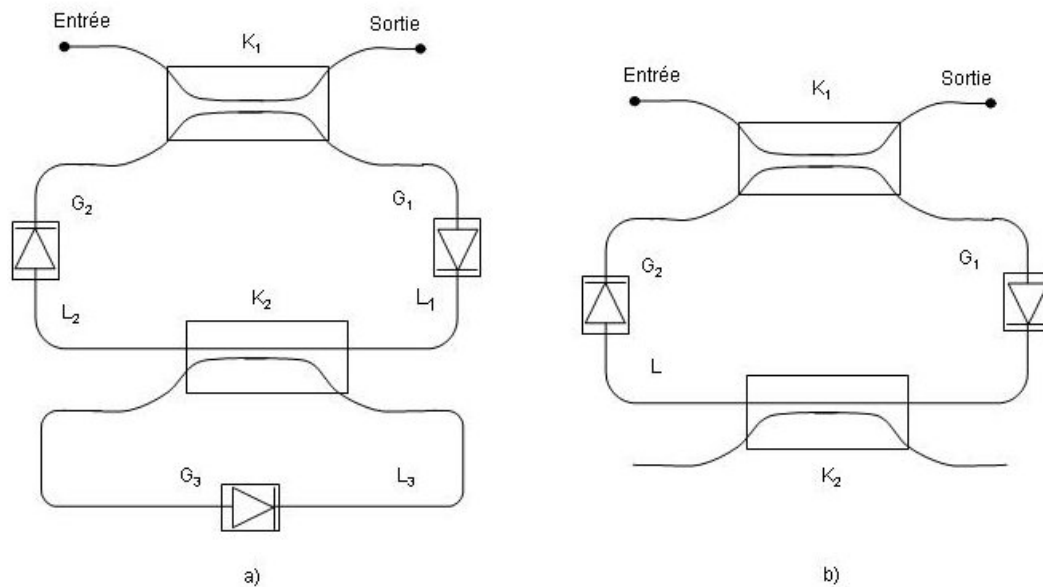 Entrée
Sortie
K1
G2
G1
L2
K2
L1
G3
L3
a)
Entrée
Sortie
K1
G2
G1
L
K2
b)